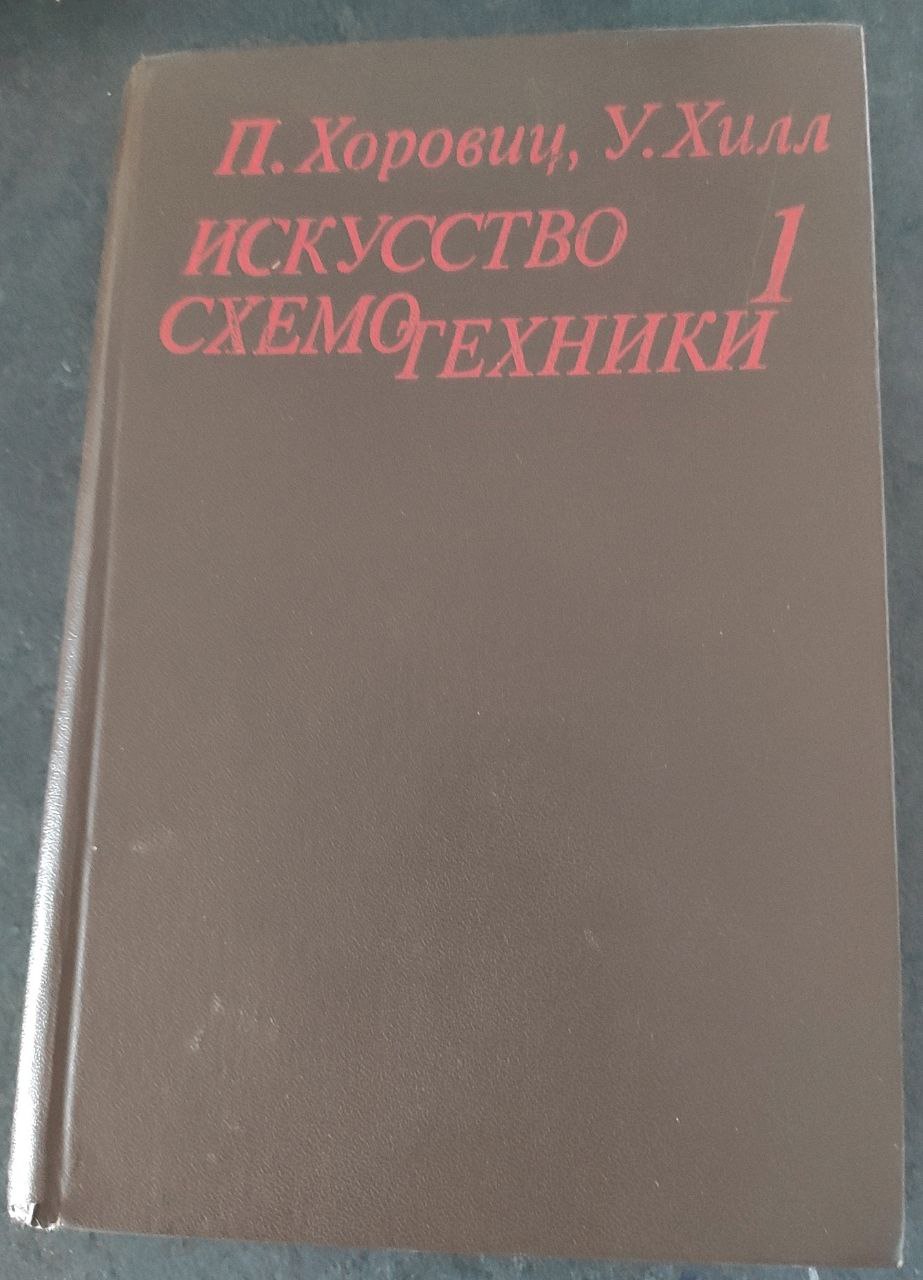 П. Хоровиц, У. Хилл
ИСКУССТВО 1
СХЕМОТЕХНИКИ